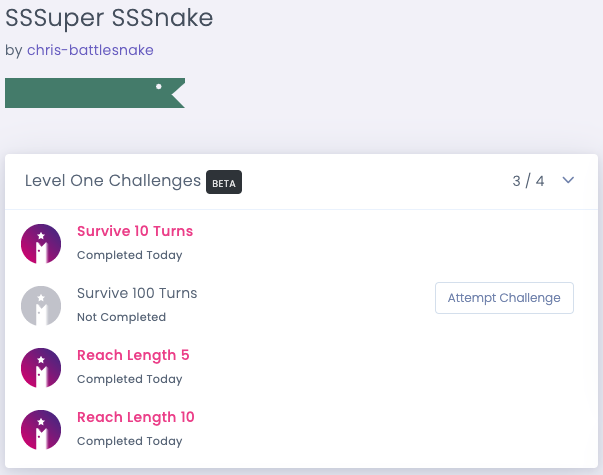 SSSuper SSSnake
by chris-battlesnake
Level One Challenges BETA 3 / 4
Survive 10 Turns
Completed Today
Survive 100 Turns
Not Completed
Attempt Challenge
Reach Length 5
Completed Today
Reach Length 10
Completed Today